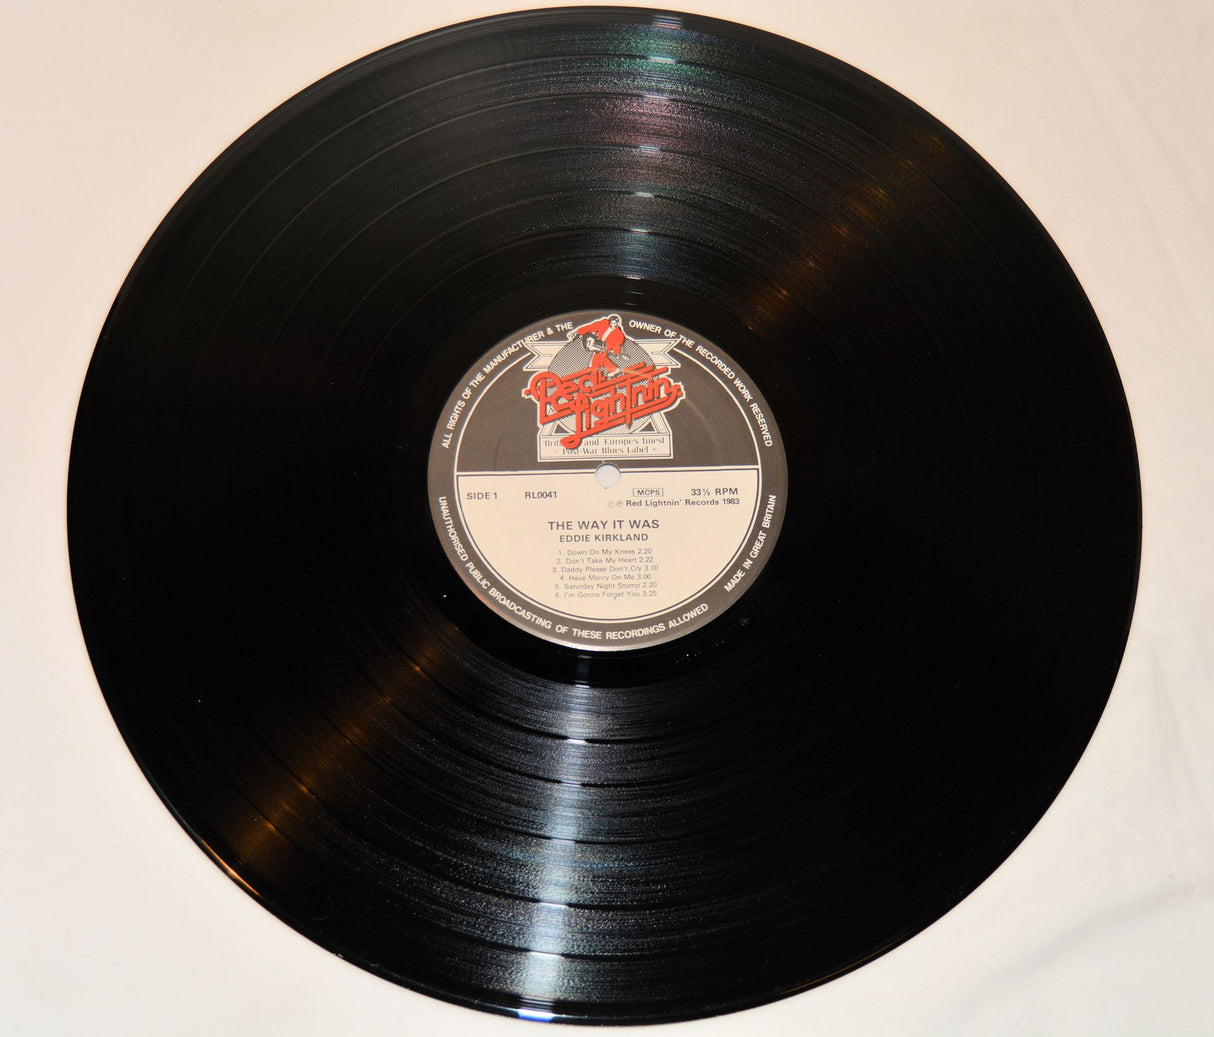 ALL RIGHTS OF THE MANUFACTURER & THE OWNER OF THE RECORDED WORK RESERVED
Red
Lightnin'
and Europe's finest
• Post-War Blues Label •
SIDE 1 RL0041 MCPS 33⅓ RPM
©℗ Red Lightnin' Records 1983
THE WAY IT WAS
EDDIE KIRKLAND
1. Down On My Knees 2.20
2. Don't Take My Heart 2.22
3. Daddy Please Don't Cry 3.10
4. Have Mercy On Me 3.00
5. Saturday Night Stomp 2.20
6. I'm Gonna Forget You 3.25
UNAUTHORISED PUBLIC BROADCASTING OF THESE RECORDINGS ALLOWED
MADE IN GREAT BRITAIN